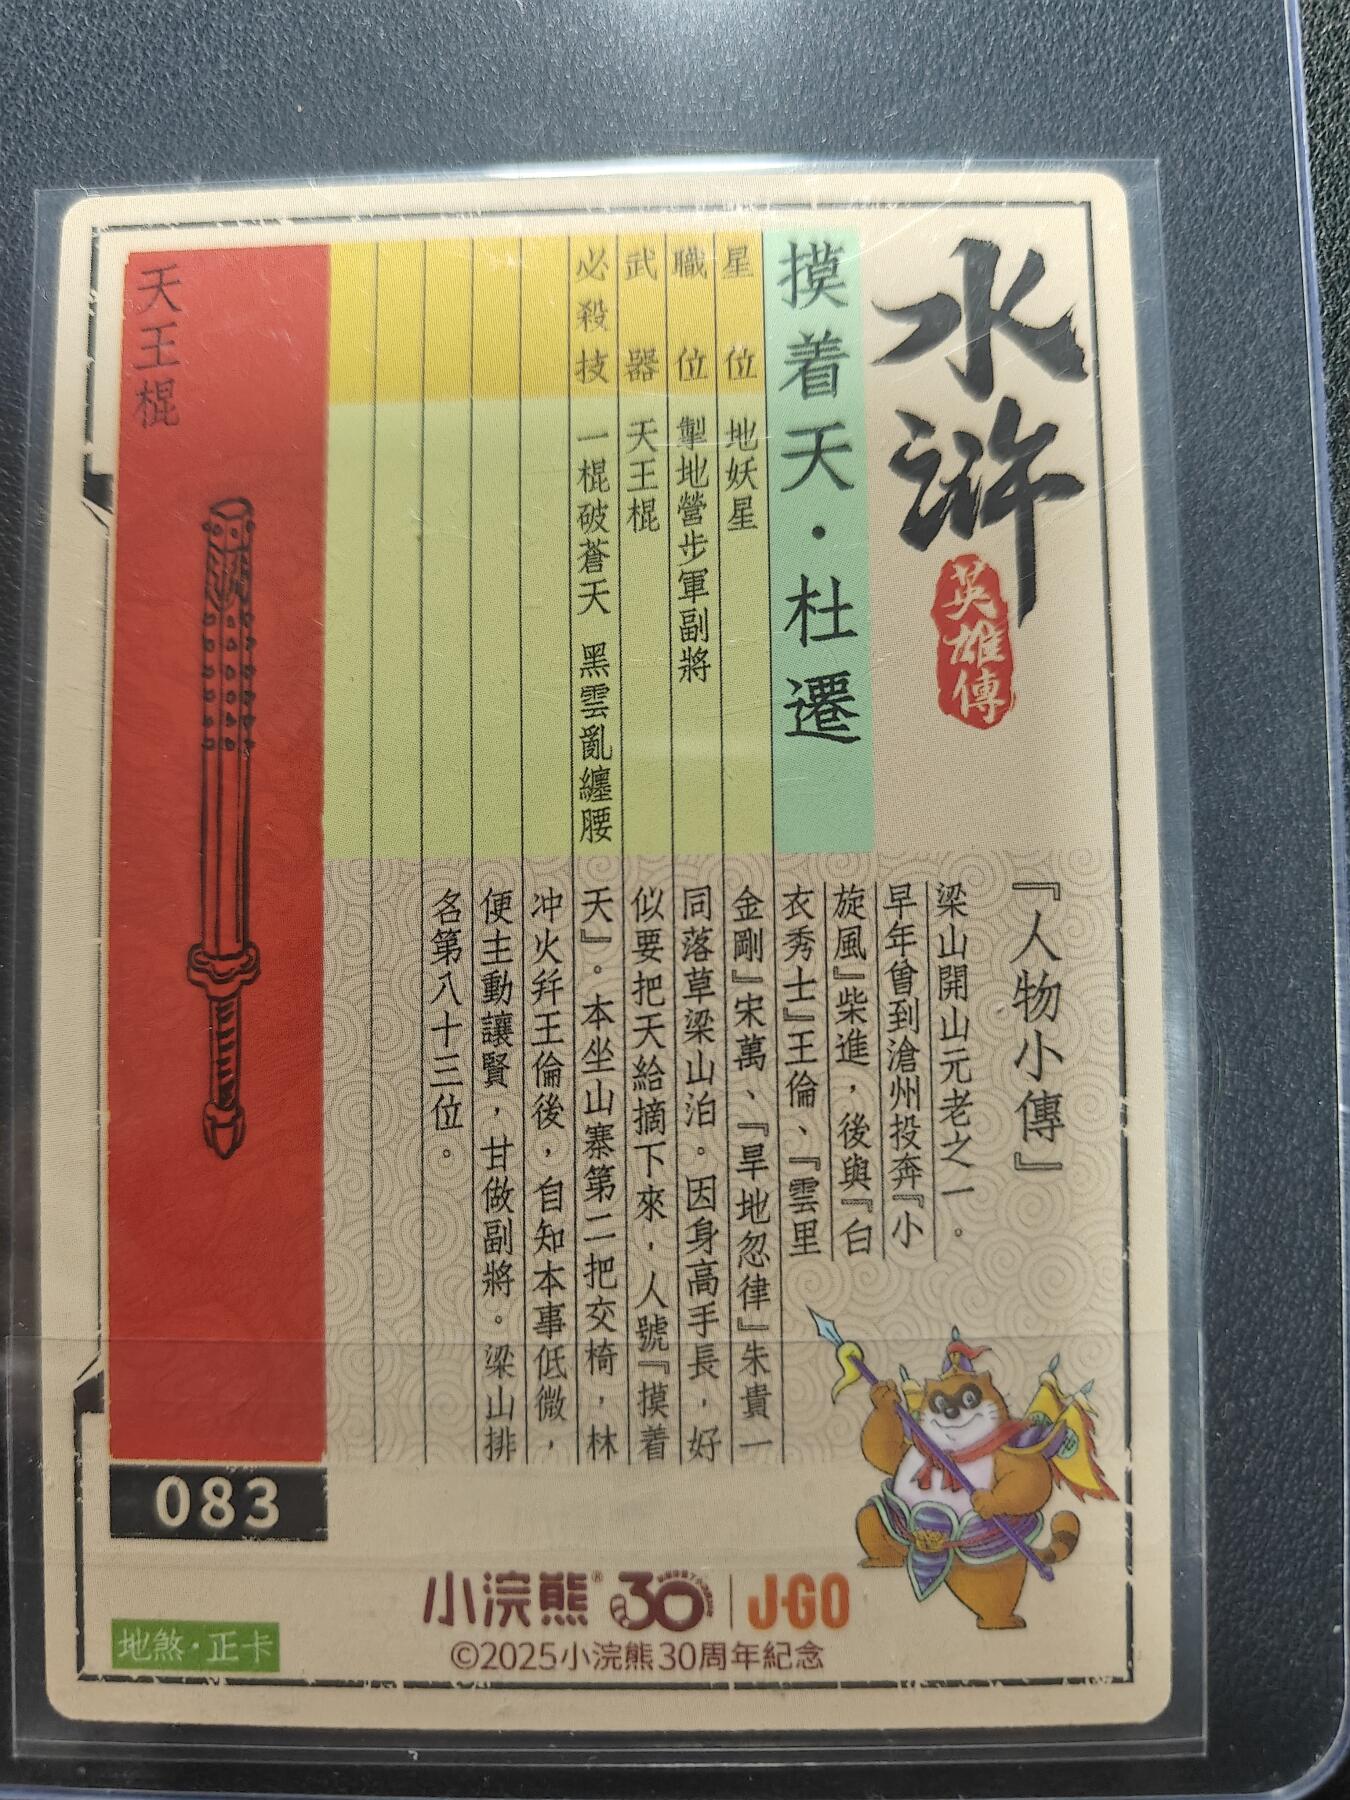 水滸
英雄傳
摸着天·杜遷
星位 地妖星
職位 掣地營步軍副將
武器 天王棍
必殺技 一棍破蒼天 黑雲亂纏腰
『人物小傳』
梁山開山元老之一。
早年曾到滄州投奔『小
旋風』柴進，後與『白
衣秀士』王倫、『雲里
金剛』宋萬、『旱地忽律』朱貴一
同落草梁山泊。因身高手長，好
似要把天給摘下來，人號『摸着
天』。本坐山寨第二把交椅，林
冲火并王倫後，自知本事低微，
便主動讓賢，甘做副將。梁山排
名第八十三位。
天王棍
083
地煞·正卡
小浣熊® 30 J·GO
©2025小浣熊30周年紀念